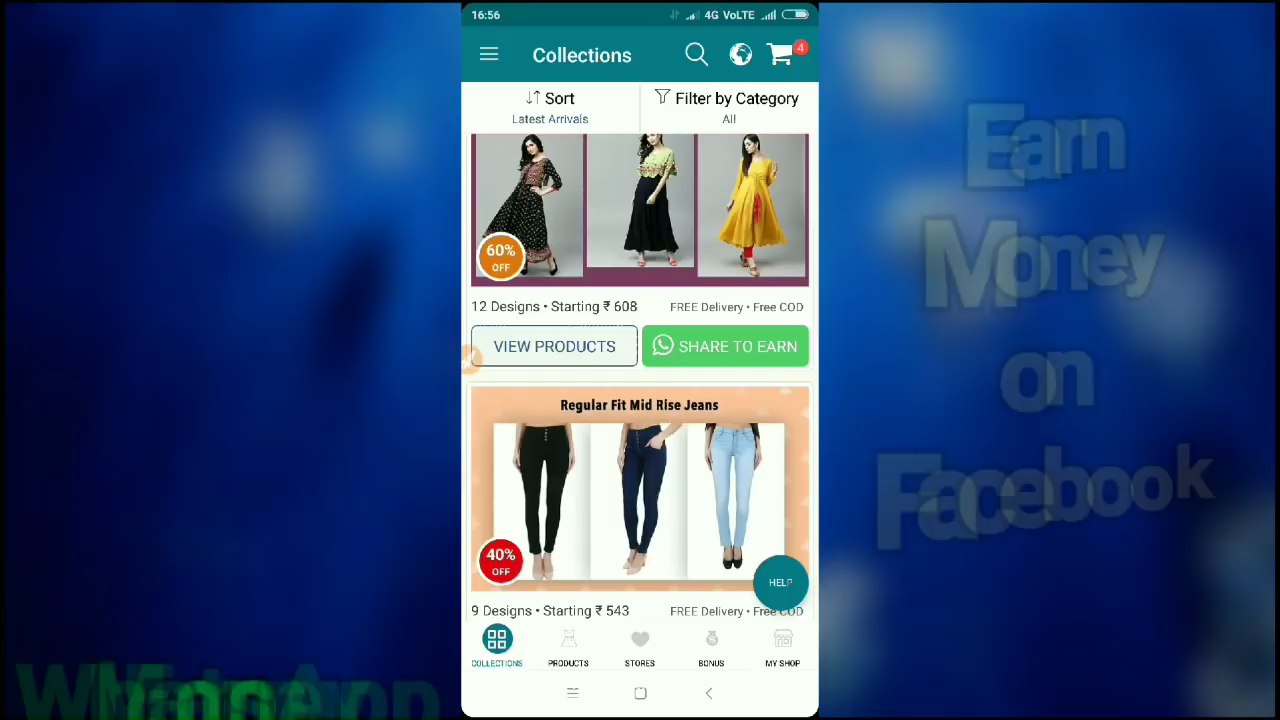 16:56
4G VoLTE
Collections
4
Sort
Latest Arrivals
Filter by Category
All
60%
OFF
12 Designs • Starting ₹ 608
FREE Delivery • Free COD
VIEW PRODUCTS
SHARE TO EARN
Regular Fit Mid Rise Jeans
40%
OFF
HELP
9 Designs • Starting ₹ 543
FREE Delivery • Free COD
COLLECTIONS
PRODUCTS
STORES
BONUS
MY SHOP
Earn
Money
on
Facebook